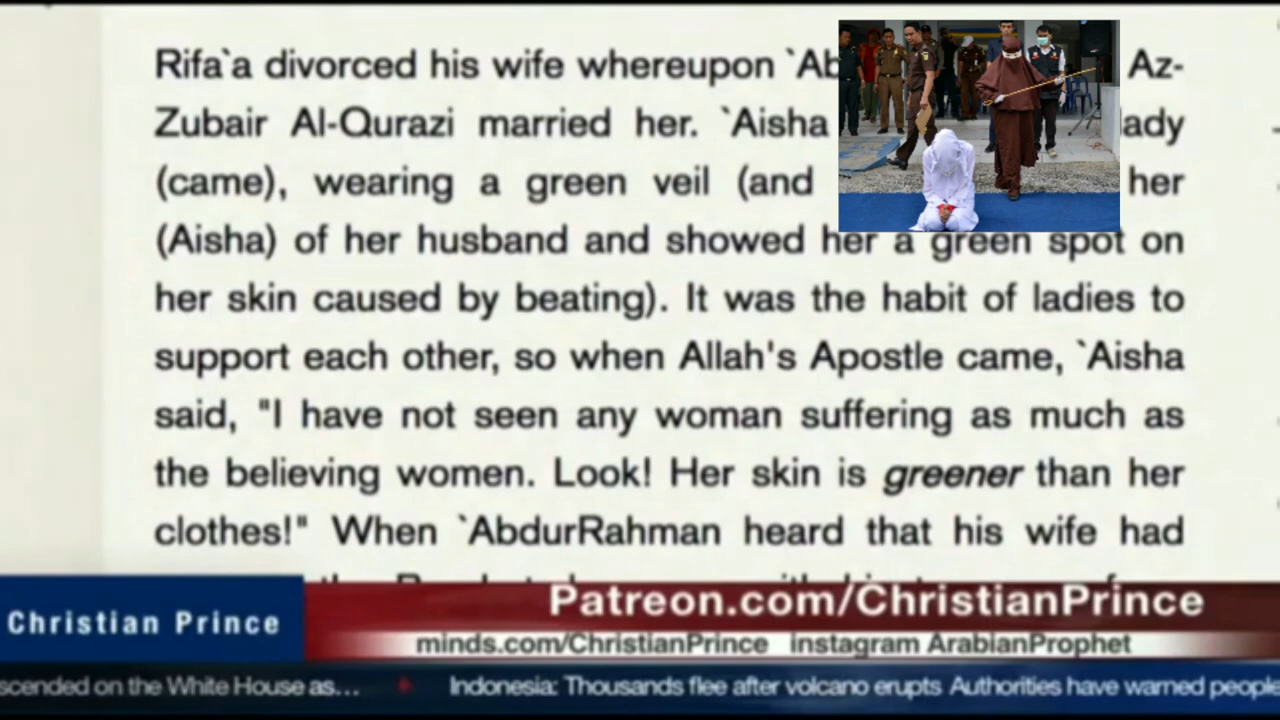 Rifa`a divorced his wife whereupon `Ab Az-
Zubair Al-Qurazi married her. `Aisha lady
(came), wearing a green veil (and her
(Aisha) of her husband and showed her a green spot on
her skin caused by beating). It was the habit of ladies to
support each other, so when Allah's Apostle came, `Aisha
said, "I have not seen any woman suffering as much as
the believing women. Look! Her skin is greener than her
clothes!" When `AbdurRahman heard that his wife had
Christian Prince
Patreon.com/ChristianPrince
minds.com/ChristianPrince instagram ArabianProphet
scended on the White House as... Indonesia: Thousands flee after volcano erupts Authorities have warned people